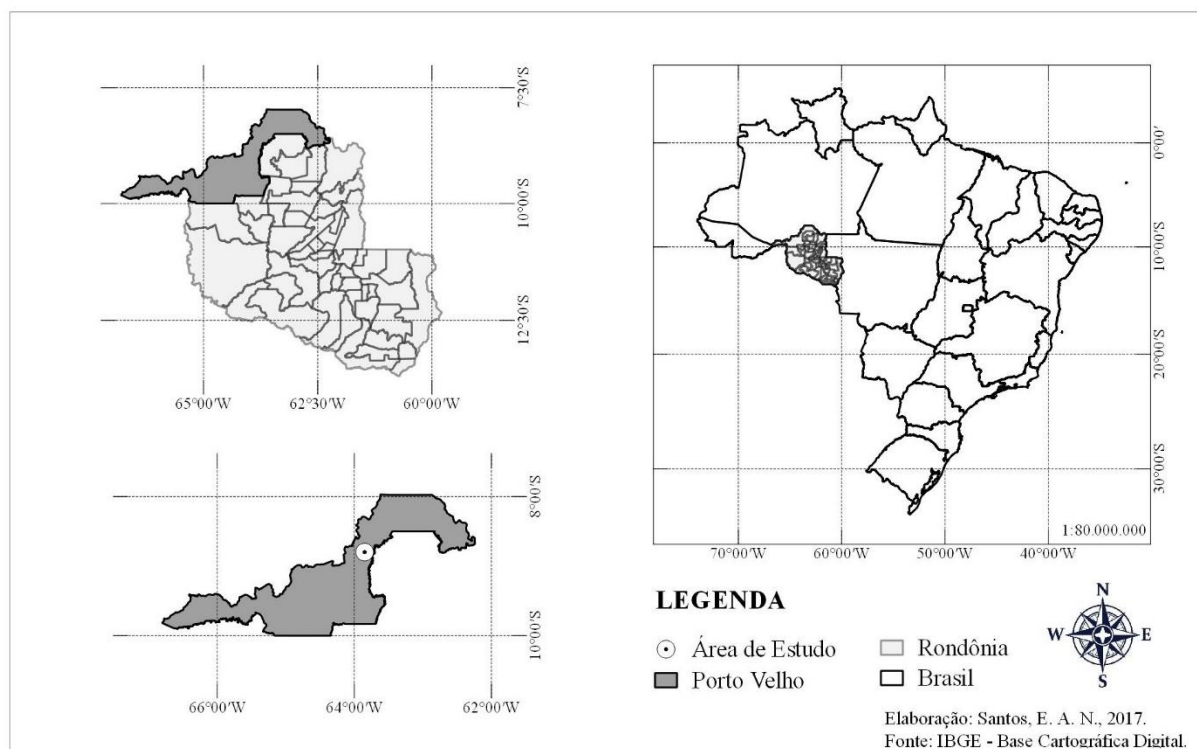 7°30'S
10°00'S
12°30'S
65°00'W 62°30'W 60°00'W
8°00'S
10°00'S
66°00'W 64°00'W 62°00'W
0°00'
10°00'S
20°00'S
30°00'S
1:80.000.000
70°00'W 60°00'W 50°00'W 40°00'W
LEGENDA
Área de Estudo
Porto Velho
Rondônia
Brasil
N
W E
S
Elaboração: Santos, E. A. N., 2017.
Fonte: IBGE - Base Cartográfica Digital.